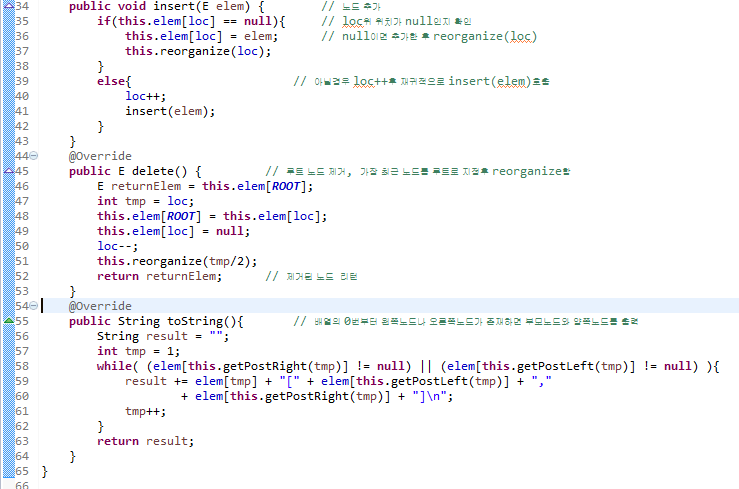 34 public void insert(E elem) { // 노드 추가
35 if(this.elem[loc] == null){ // loc위 위치가 null인지 확인
36 this.elem[loc] = elem; // null이면 추가한 후 reorganize(loc)
37 this.reorganize(loc);
38 }
39 else{ // 아닐경우 loc++후 재귀적으로 insert(elem)호출
40 loc++;
41 insert(elem);
42 }
43 }
44 @Override
45 public E delete() { // 루트 노드 제거, 가장 최근 노드를 루트로 지정후 reorganize함
46 E returnElem = this.elem[ROOT];
47 int tmp = loc;
48 this.elem[ROOT] = this.elem[loc];
49 this.elem[loc] = null;
50 loc--;
51 this.reorganize(tmp/2);
52 return returnElem; // 제거된 노드 리턴
53 }
54 @Override
55 public String toString(){ // 배열의 0번부터 왼쪽노드나 오른쪽노드가 존재하면 부모노드와 양쪽노드를 출력
56 String result = "";
57 int tmp = 1;
58 while( (elem[this.getPostRight(tmp)] != null) || (elem[this.getPostLeft(tmp)] != null) ){
59 result += elem[tmp] + "[" + elem[this.getPostLeft(tmp)] + ","
60 + elem[this.getPostRight(tmp)] + "]\n";
61 tmp++;
62 }
63 return result;
64 }
65 }
66